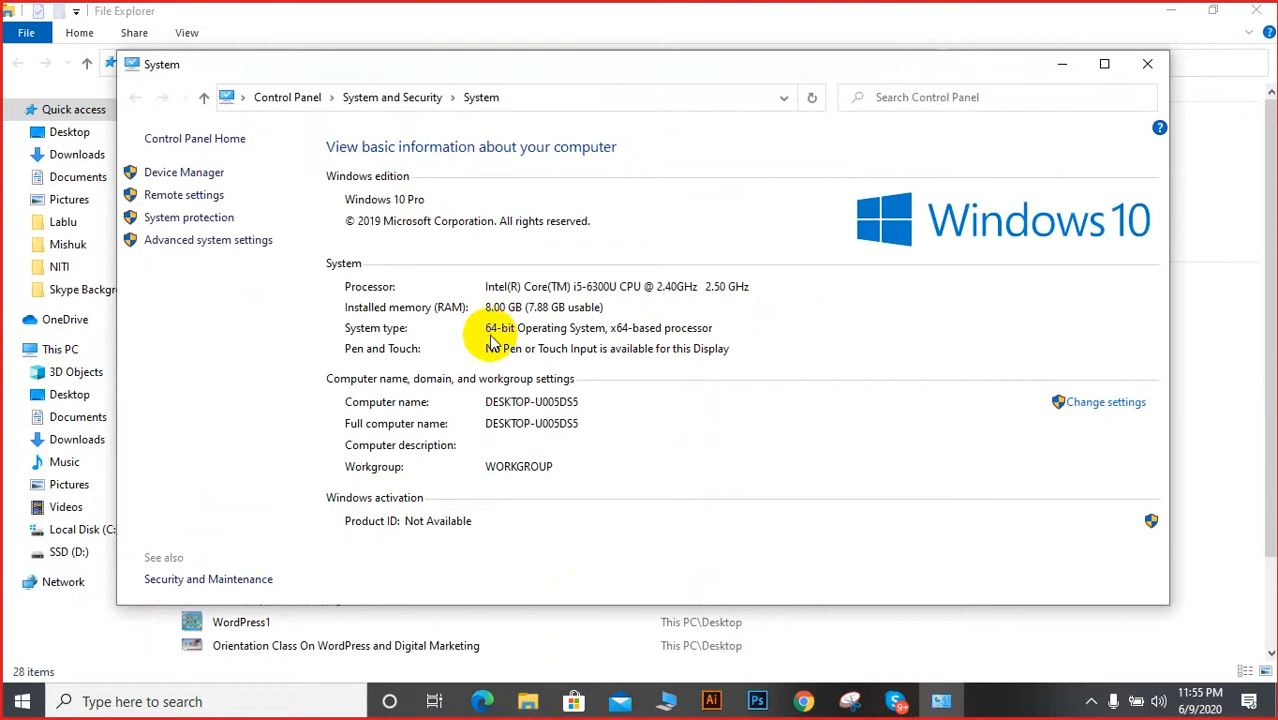 File Explorer
File Home Share View
System
Control Panel › System and Security › System
Search Control Panel
Quick access
Desktop
Downloads
Documents
Pictures
Lablu
Mishuk
NITI
Skype Backgr
OneDrive
This PC
3D Objects
Desktop
Documents
Downloads
Music
Pictures
Videos
Local Disk (C:
SSD (D:)
Network
Control Panel Home
Device Manager
Remote settings
System protection
Advanced system settings
See also
Security and Maintenance
View basic information about your computer
Windows edition
Windows 10 Pro
© 2019 Microsoft Corporation. All rights reserved.
Windows 10
System
Processor: Intel(R) Core(TM) i5-6300U CPU @ 2.40GHz 2.50 GHz
Installed memory (RAM): 8.00 GB (7.88 GB usable)
System type: 64-bit Operating System, x64-based processor
Pen and Touch: No Pen or Touch Input is available for this Display
Computer name, domain, and workgroup settings
Computer name: DESKTOP-U005DS5
Change settings
Full computer name: DESKTOP-U005DS5
Computer description:
Workgroup: WORKGROUP
Windows activation
Product ID: Not Available
WordPress1 This PC\Desktop
Orientation Class On WordPress and Digital Marketing This PC\Desktop
28 items
Type here to search
Ai
Ps
9+
11:55 PM
6/9/2020